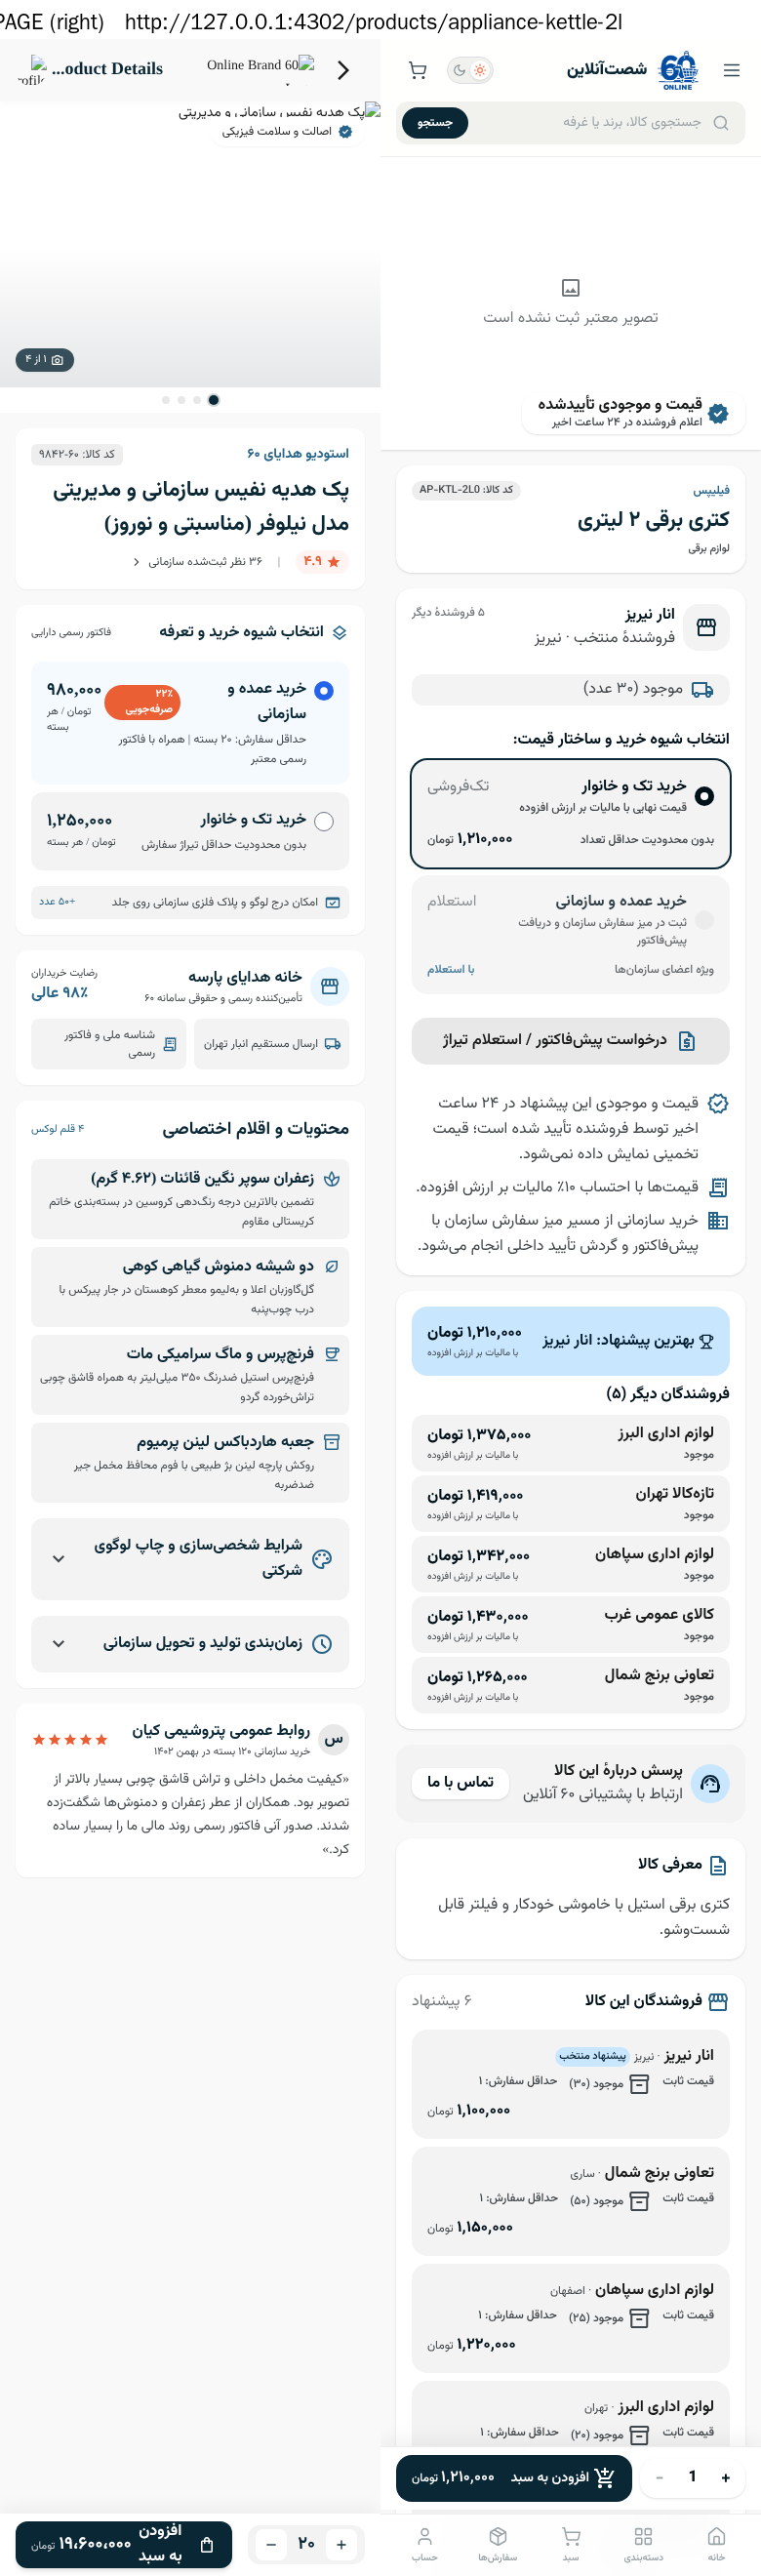 PAGE (right) http://127.0.0.1:4302/products/appliance-kettle-2l
شصت‌آنلاین
60
ONLINE
جستجوی کالا، برند یا غرفه
جستجو
تصویر معتبر ثبت نشده است
قیمت و موجودی تأییدشده
اعلام فروشنده در ۲۴ ساعت اخیر
فیلیپس
کد کالا: AP-KTL-2L0
کتری برقی ۲ لیتری
لوازم برقی
انار نیریز
فروشندهٔ منتخب · نیریز
۵ فروشندهٔ دیگر
موجود (۳۰ عدد)
انتخاب شیوه خرید و ساختار قیمت:
خرید تک و خانوار
تک‌فروشی
قیمت نهایی با مالیات بر ارزش افزوده
بدون محدودیت حداقل تعداد
۱,۲۱۰,۰۰۰ تومان
خرید عمده و سازمانی
استعلام
ثبت در میز سفارش سازمان و دریافت
پیش‌فاکتور
ویژه اعضای سازمان‌ها
با استعلام
درخواست پیش‌فاکتور / استعلام تیراژ
قیمت و موجودی این پیشنهاد در ۲۴ ساعت
اخیر توسط فروشنده تأیید شده است؛ قیمت
تخمینی نمایش داده نمی‌شود.
قیمت‌ها با احتساب ۱۰٪ مالیات بر ارزش افزوده.
خرید سازمانی از مسیر میز سفارش سازمان با
پیش‌فاکتور و گردش تأیید داخلی انجام می‌شود.
بهترین پیشنهاد: انار نیریز
۱,۲۱۰,۰۰۰ تومان
با مالیات بر ارزش افزوده
فروشندگان دیگر (۵)
لوازم اداری البرز
موجود
۱,۳۷۵,۰۰۰ تومان
با مالیات بر ارزش افزوده
تازه‌کالا تهران
موجود
۱,۴۱۹,۰۰۰ تومان
با مالیات بر ارزش افزوده
لوازم اداری سپاهان
موجود
۱,۳۴۲,۰۰۰ تومان
با مالیات بر ارزش افزوده
کالای عمومی غرب
موجود
۱,۴۳۰,۰۰۰ تومان
با مالیات بر ارزش افزوده
تعاونی برنج شمال
موجود
۱,۲۶۵,۰۰۰ تومان
با مالیات بر ارزش افزوده
پرسش دربارهٔ این کالا
ارتباط با پشتیبانی ۶۰ آنلاین
تماس با ما
معرفی کالا
کتری برقی استیل با خاموشی خودکار و فیلتر قابل
شست‌وشو.
فروشندگان این کالا
۶ پیشنهاد
انار نیریز · نیریز پیشنهاد منتخب
قیمت ثابت موجود (۳۰) حداقل سفارش: ۱
۱,۱۰۰,۰۰۰ تومان
تعاونی برنج شمال · ساری
قیمت ثابت موجود (۵۰) حداقل سفارش: ۱
۱,۱۵۰,۰۰۰ تومان
لوازم اداری سپاهان · اصفهان
قیمت ثابت موجود (۲۵) حداقل سفارش: ۱
۱,۲۲۰,۰۰۰ تومان
لوازم اداری البرز · تهران
قیمت ثابت موجود (۲۰) حداقل سفارش: ۱
+ 1 −
افزودن به سبد ۱,۲۱۰,۰۰۰ تومان
خانه
دسته‌بندی
سبد
سفارش‌ها
حساب
Online Brand 60
...oduct Details
پک هدیه نفیس سازمانی و مدیریتی
اصالت و سلامت فیزیکی
۱ از ۴
استودیو هدایای ۶۰
کد کالا: ۶۰-۹۸۴۲
پک هدیه نفیس سازمانی و مدیریتی
مدل نیلوفر (مناسبتی و نوروز)
۴.۹ | ۳۶ نظر ثبت‌شده سازمانی
انتخاب شیوه خرید و تعرفه
فاکتور رسمی دارایی
خرید عمده و
سازمانی
۲۲٪
صرفه‌جویی
۹۸۰,۰۰۰
تومان / هر
بسته
حداقل سفارش: ۲۰ بسته | همراه با فاکتور
رسمی معتبر
خرید تک و خانوار
بدون محدودیت حداقل تیراژ سفارش
۱,۲۵۰,۰۰۰
تومان / هر بسته
امکان درج لوگو و پلاک فلزی سازمانی روی جلد
+۵۰ عدد
خانه هدایای پارسه
تأمین‌کننده رسمی و حقوقی سامانه ۶۰
رضایت خریداران
۹۸٪ عالی
ارسال مستقیم انبار تهران
شناسه ملی و فاکتور
رسمی
محتویات و اقلام اختصاصی
۴ قلم لوکس
زعفران سوپر نگین قائنات (۴.۶۲ گرم)
تضمین بالاترین درجه رنگ‌دهی کروسین در بسته‌بندی خاتم
کریستالی مقاوم
دو شیشه دمنوش گیاهی کوهی
گل‌گاوزبان اعلا و به‌لیمو معطر کوهستان در جار پیرکس با
درب چوب‌پنبه
فرنچ‌پرس و ماگ سرامیکی مات
فرنچ‌پرس استیل ضدرنگ ۳۵۰ میلی‌لیتر به همراه قاشق چوبی
تراش‌خورده گردو
جعبه هاردباکس لینن پرمیوم
روکش پارچه لینن بژ طبیعی با فوم محافظ مخمل جیر
ضدضربه
شرایط شخصی‌سازی و چاپ لوگوی
شرکتی
زمان‌بندی تولید و تحویل سازمانی
س
روابط عمومی پتروشیمی کیان
خرید سازمانی ۱۲۰ بسته در بهمن ۱۴۰۲
«کیفیت مخمل داخلی و تراش قاشق چوبی بسیار بالاتر از
تصویر بود. همکاران از عطر زعفران و دمنوش‌ها شگفت‌زده
شدند. صدور آنی فاکتور رسمی روند مالی ما را بسیار ساده
کرد.»
+ ۲۰ −
افزودن
به سبد
۱۹,۶۰۰,۰۰۰ تومان